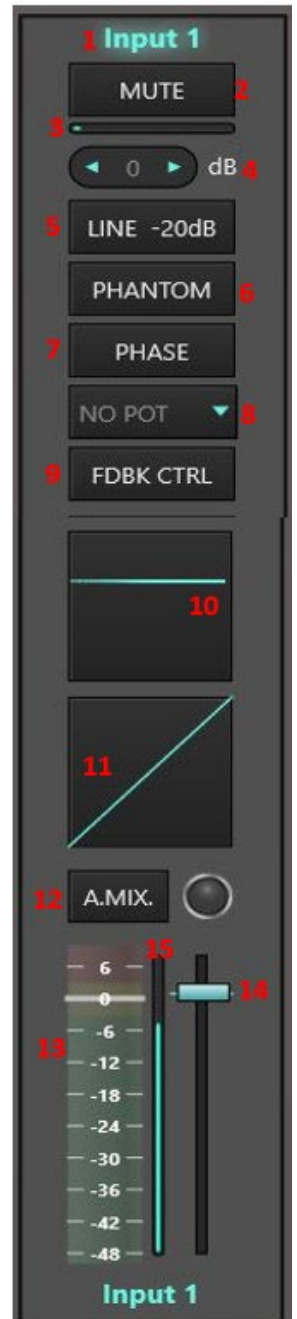 1 Input 1
MUTE 2
3
0 dB 4
5 LINE -20dB
PHANTOM 6
7 PHASE
NO POT 8
9 FDBK CTRL
10
11
12 A.MIX.
15
6
0 14
-6
13 -12
-18
-24
-30
-36
-42
-48
Input 1